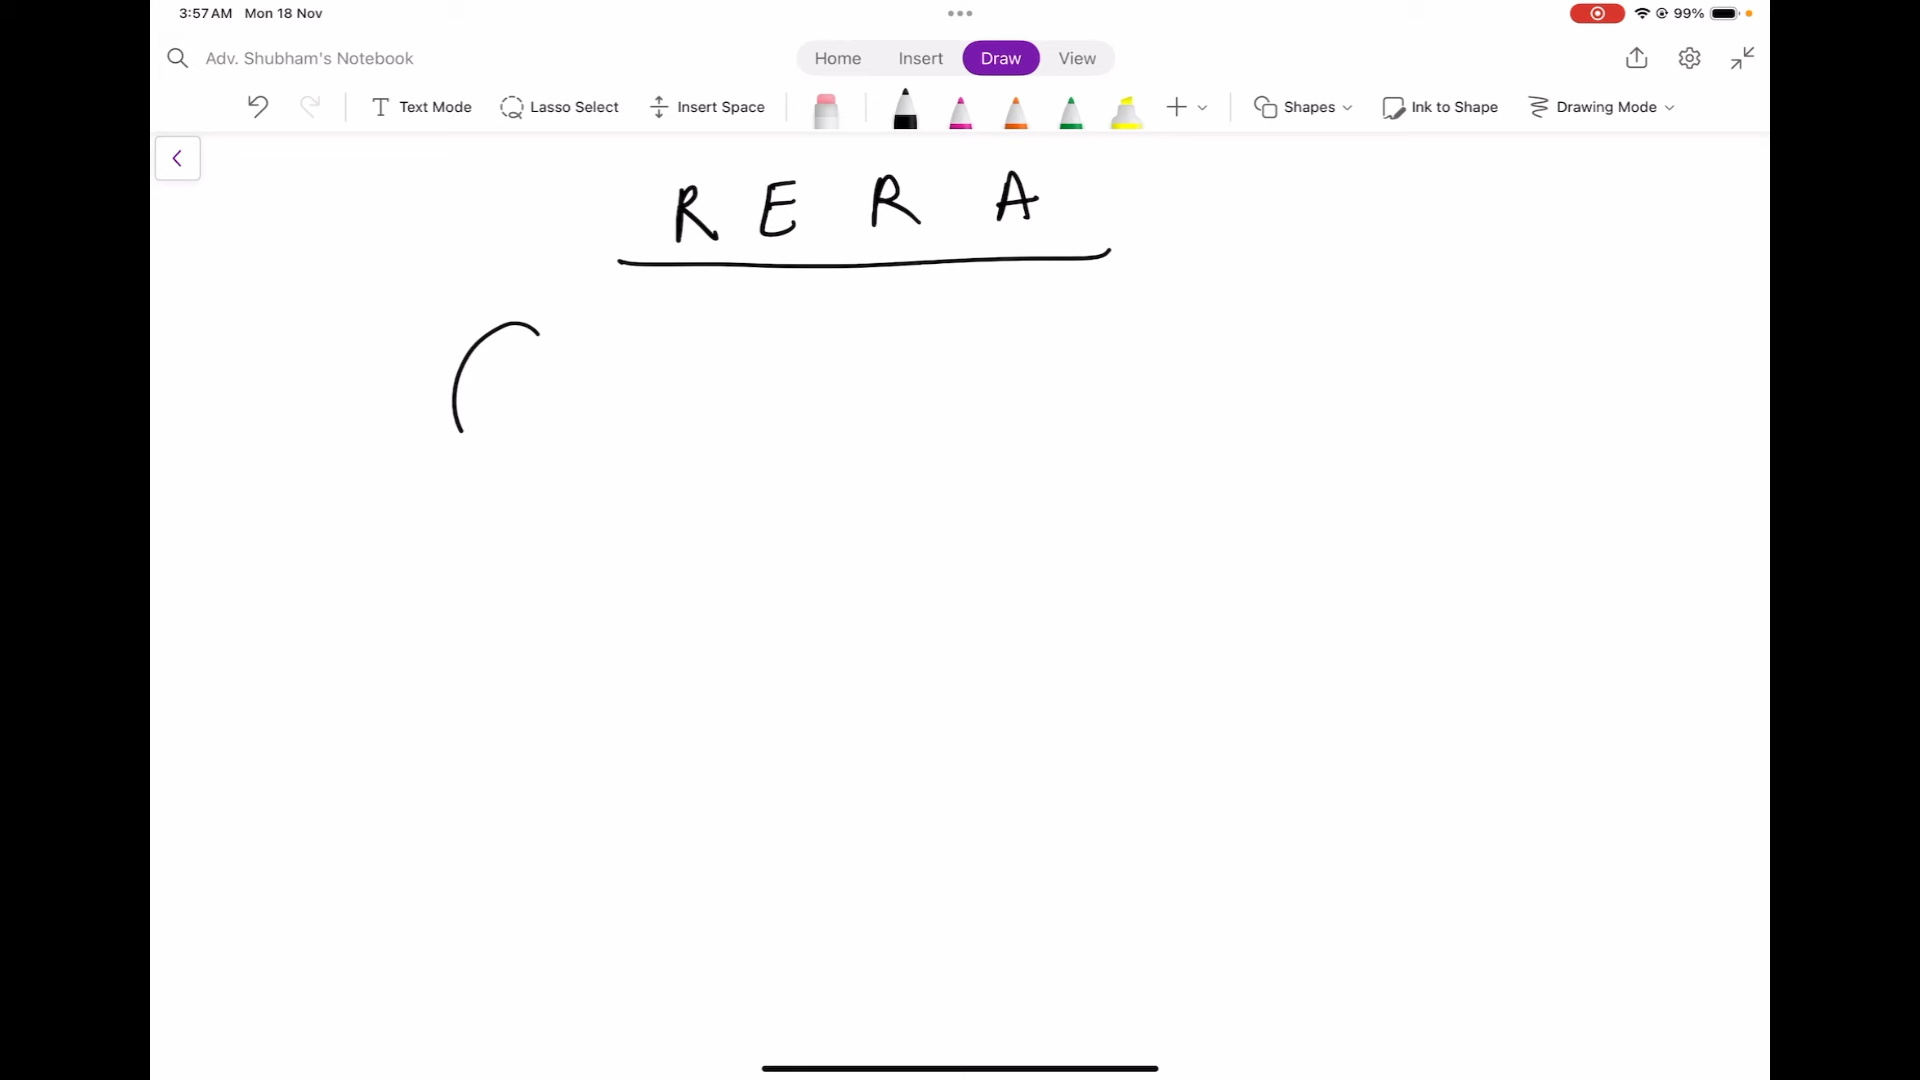 3:57 AM Mon 18 Nov 99%
Adv. Shubham's Notebook Home Insert Draw View
Text Mode Lasso Select Insert Space Shapes Ink to Shape Drawing Mode
R E R A